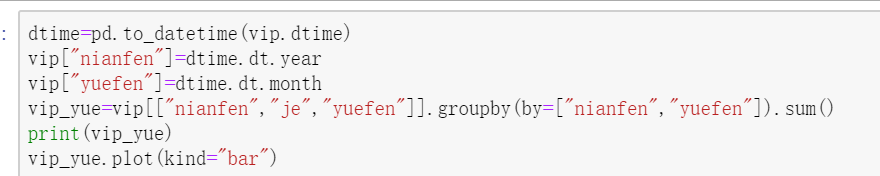 :
dtime=pd.to_datetime(vip.dtime)
vip["nianfen"]=dtime.dt.year
vip["yuefen"]=dtime.dt.month
vip_yue=vip[["nianfen","je","yuefen"]].groupby(by=["nianfen","yuefen"]).sum()
print(vip_yue)
vip_yue.plot(kind="bar")